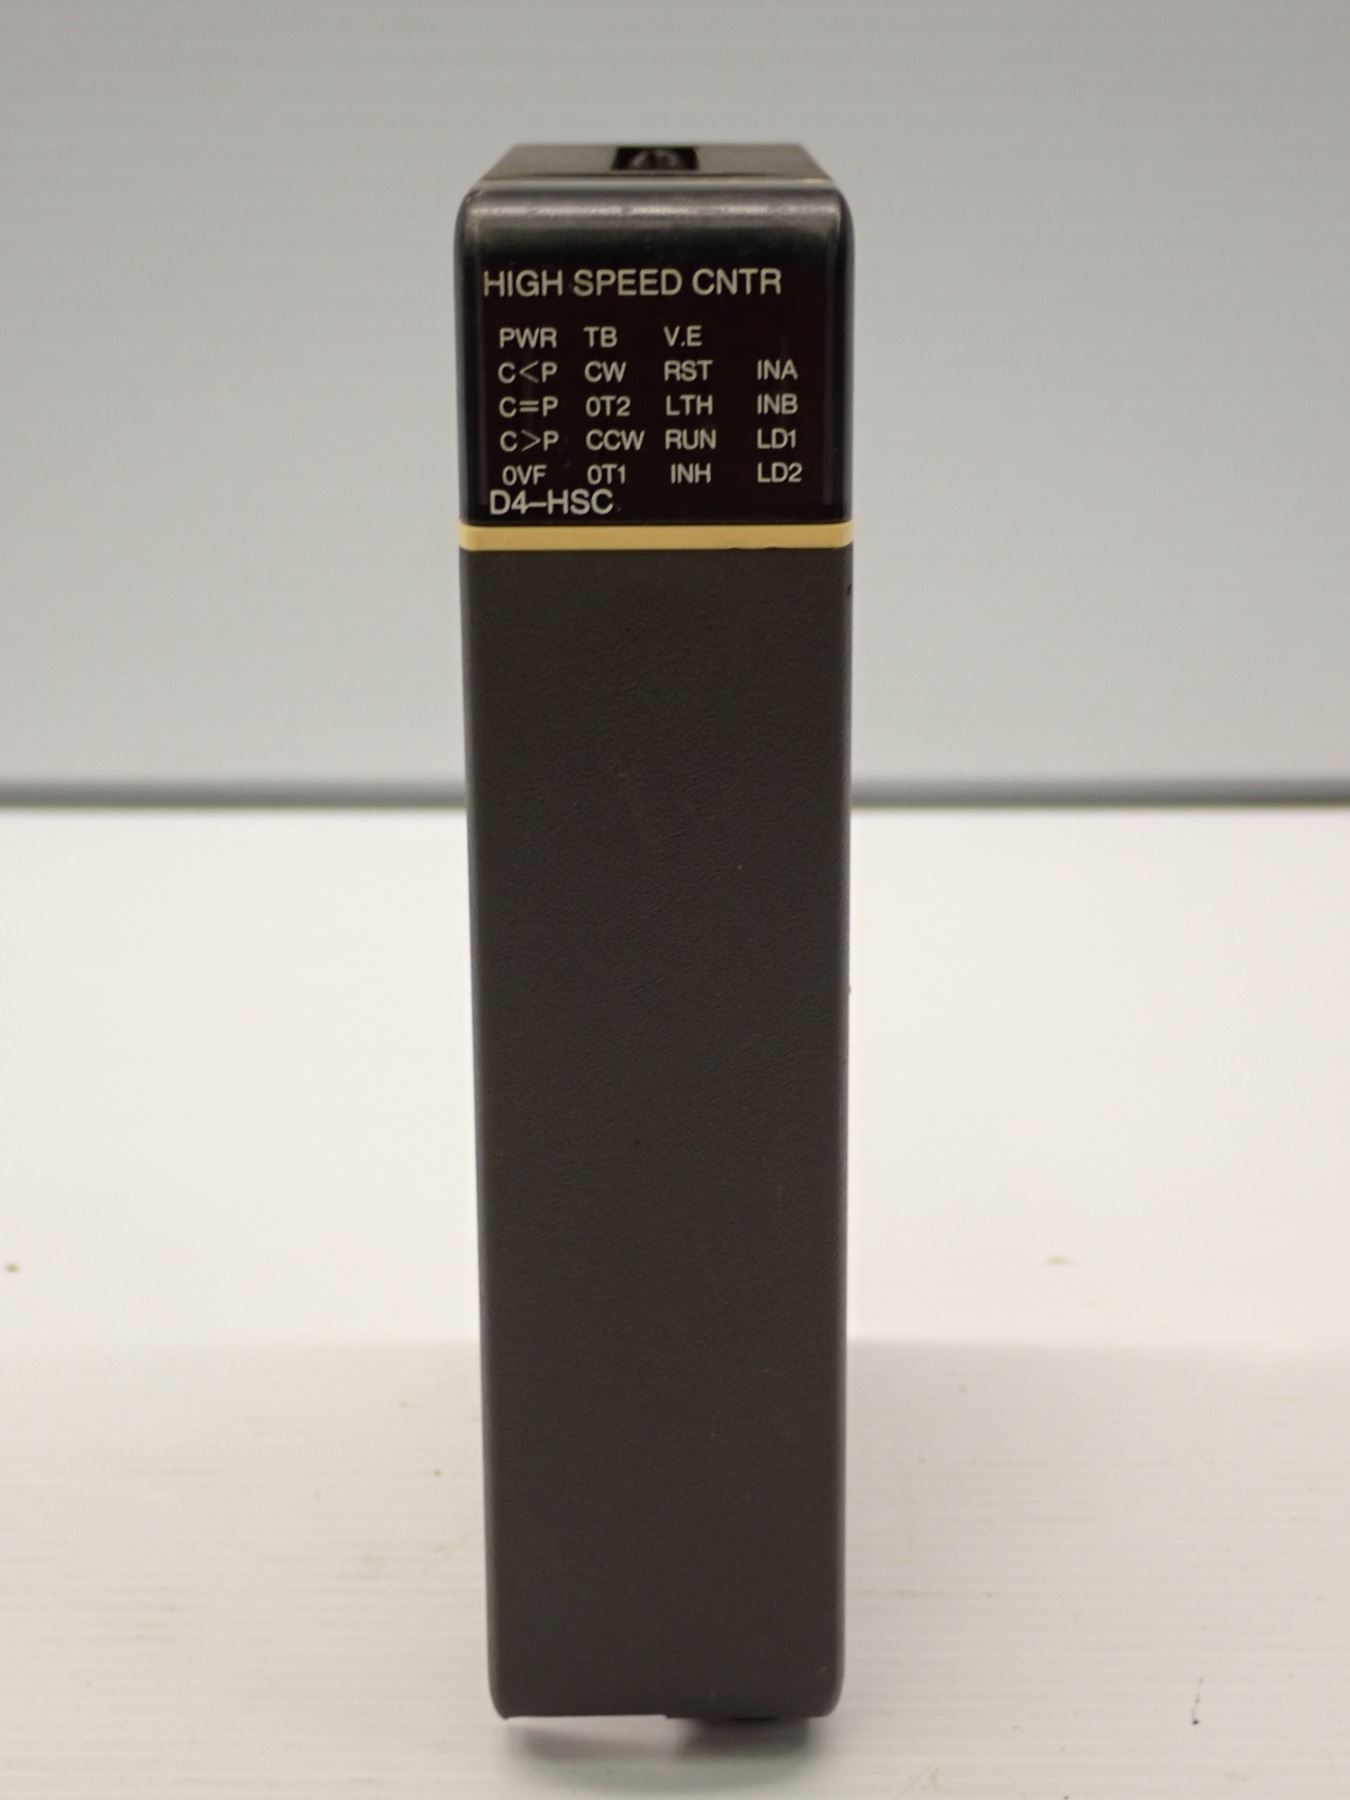 HIGH SPEED CNTR
PWR TB V.E
C<P CW RST INA
C=P 0T2 LTH INB
C>P CCW RUN LD1
0VF 0T1 INH LD2
D4-HSC